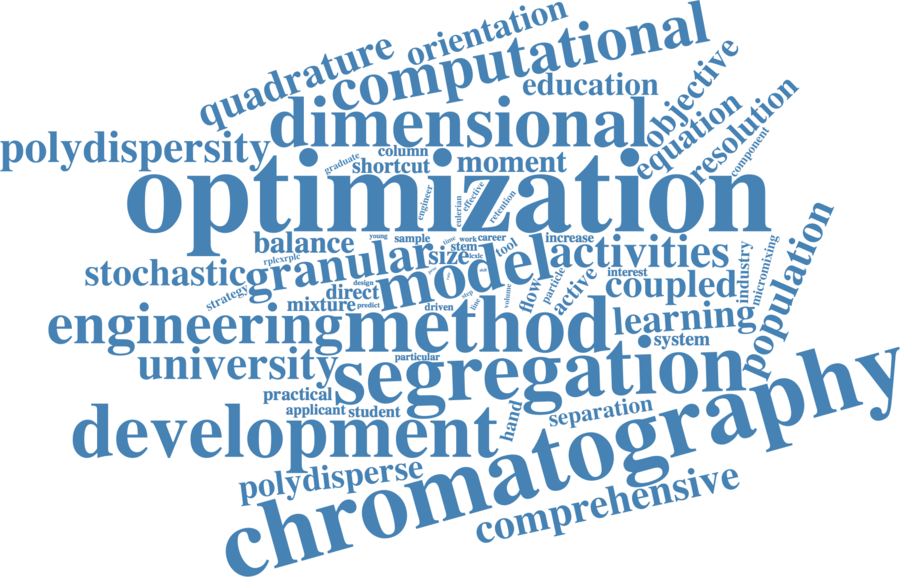 orientation
quadrature
computational
education
objective
dimensional
equation
resolution
component
polydispersity
column
graduate
shortcut
moment
optimization
engineer
eulerian
effective
retention
population
balance
young
sample
time
work
career
tool
increase
activities
stem
lcxlc
size
rplcxrplc
granular
model
stochastic
interest
industry
micromixing
strategy
design
direct
mixture
predict
driven
step
line
volume
flow
particle
active
coupled
engineering
method
learning
system
university
particular
segregation
practical
applicant
student
hand
separation
development
chromatography
polydisperse
comprehensive